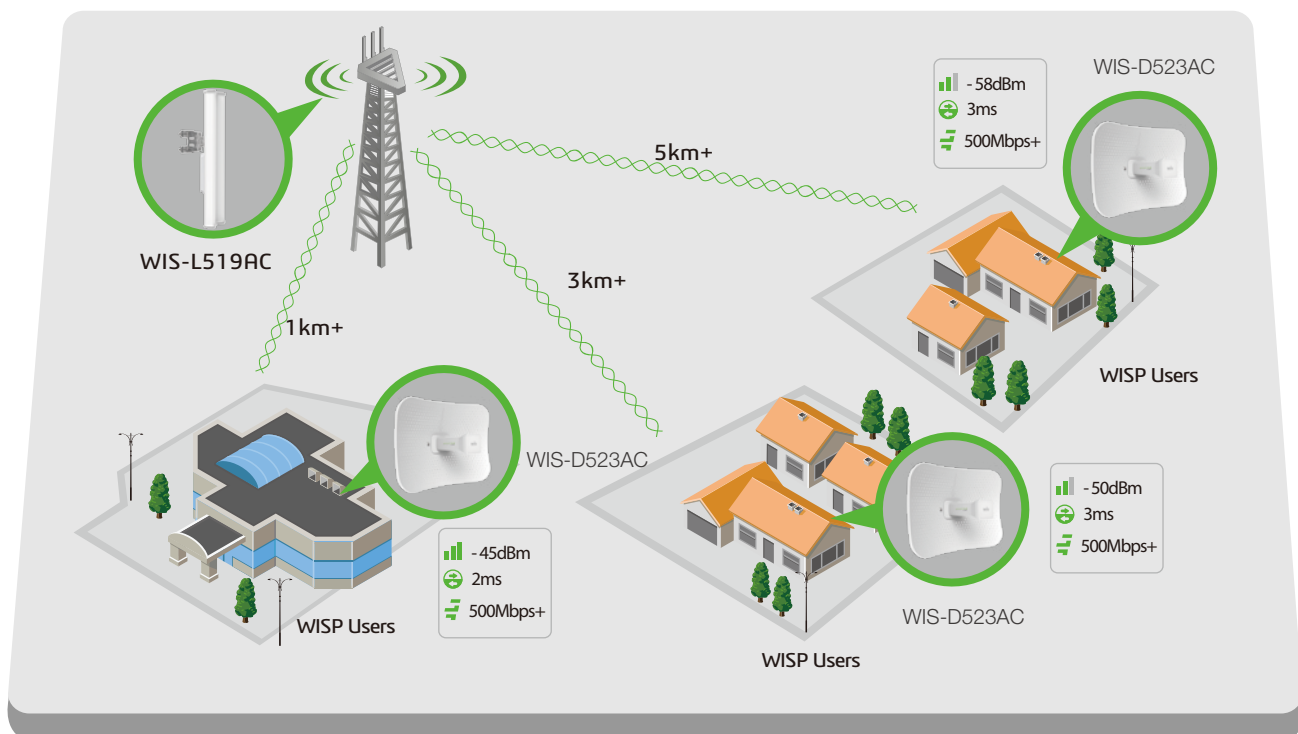 WIS-D523AC
-58dBm
3ms
500Mbps+
5km+
WIS-L519AC
3km+
1km+
WISP Users
WIS-D523AC
-45dBm
2ms
500Mbps+
WISP Users
-50dBm
3ms
500Mbps+
WIS-D523AC
WISP Users